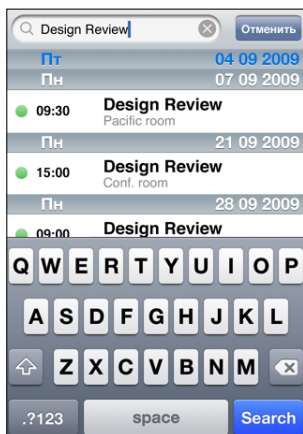 Design Review
Отменить
Пт 04 09 2009
Пн 07 09 2009
09:30 Design Review
Pacific room
Пн 21 09 2009
15:00 Design Review
Conf. room
Пн 28 09 2009
09:00 Design Review
Q W E R T Y U I O P
A S D F G H J K L
Z X C V B N M
.?123 space Search